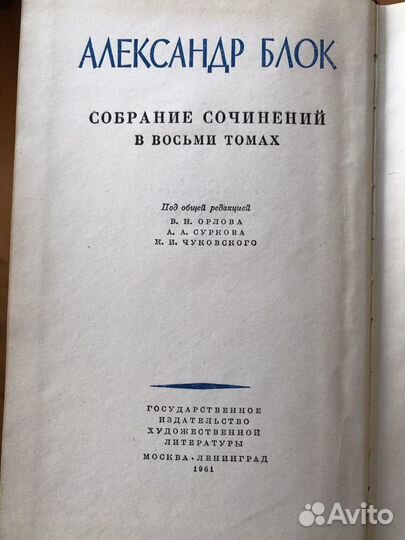 АЛЕКСАНДР БЛОК
СОБРАНИЕ СОЧИНЕНИЙ
В ВОСЬМИ ТОМАХ
Под общей редакцией
В. Н. ОРЛОВА
А. А. СУРКОВА
К. И. ЧУКОВСКОГО
ГОСУДАРСТВЕННОЕ
ИЗДАТЕЛЬСТВО
ХУДОЖЕСТВЕННОЙ
ЛИТЕРАТУРЫ
МОСКВА · ЛЕНИНГРАД
1961
Avito